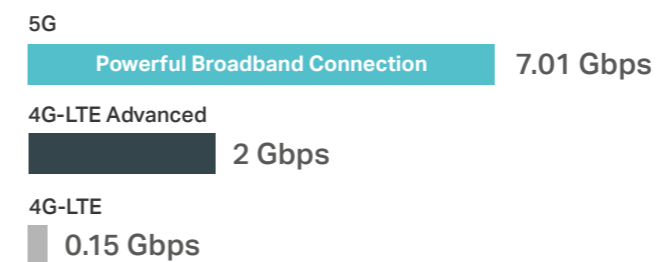 5G
Powerful Broadband Connection 7.01 Gbps
4G-LTE Advanced
2 Gbps
4G-LTE
0.15 Gbps